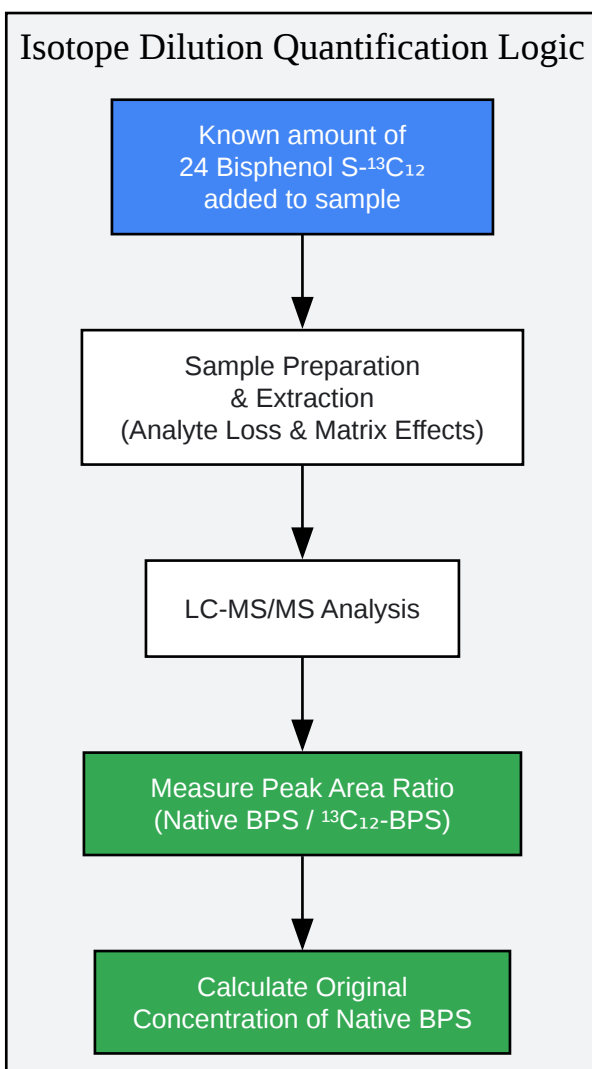 Isotope Dilution Quantification Logic
Known amount of
24 Bisphenol S-¹³C₁₂
added to sample
Sample Preparation
& Extraction
(Analyte Loss & Matrix Effects)
LC-MS/MS Analysis
Measure Peak Area Ratio
(Native BPS / ¹³C₁₂-BPS)
Calculate Original
Concentration of Native BPS